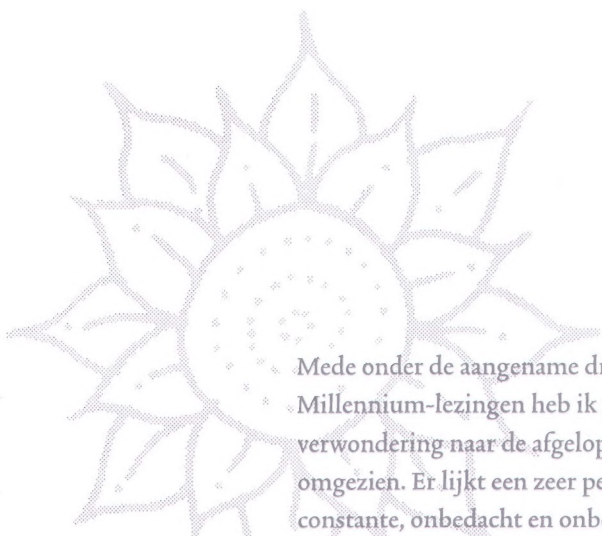 Mede onder de aangename
Millennium-lezingen heb ik
verwondering naar de
omgezien. Er lijkt een zeer
constante, onbedacht en